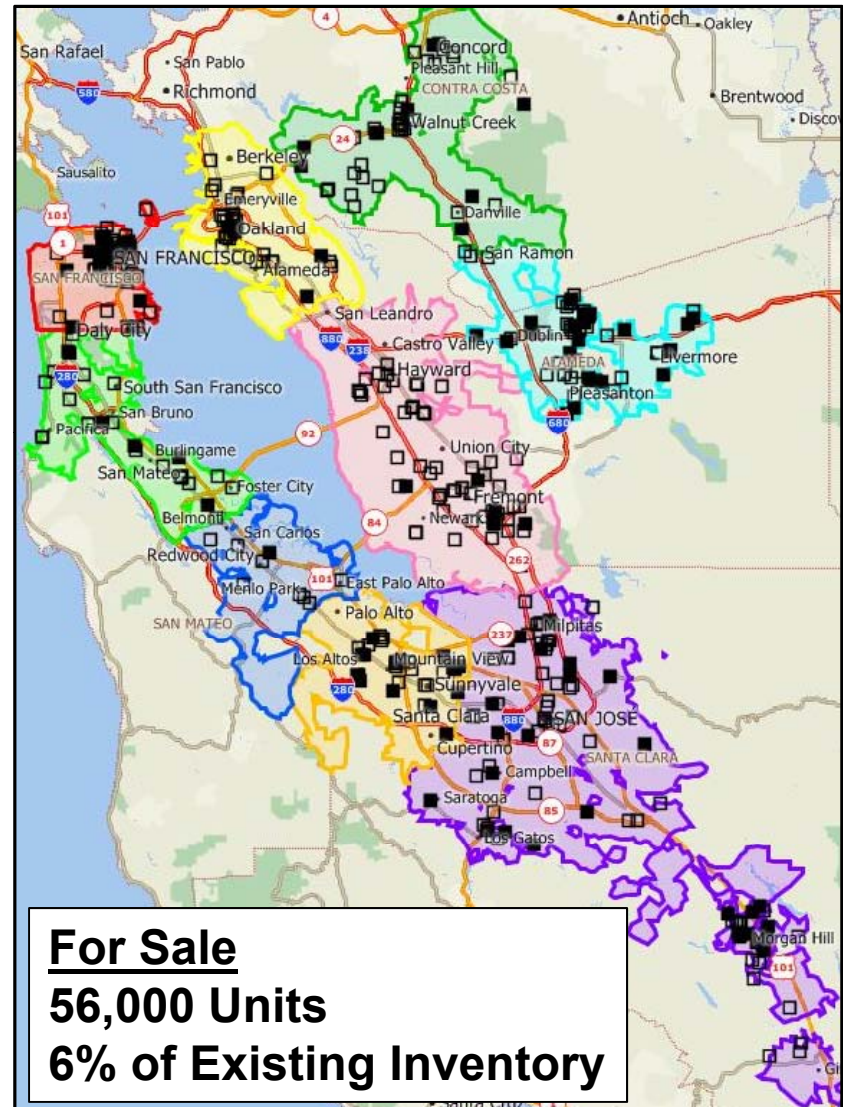 4
Antioch
Oakley
San Rafael
Concord
San Pablo
Pleasant Hill
580
Richmond
CONTRA COSTA
Brentwood
Walnut Creek
24
Berkeley
Sausalito
Emeryville
101
Danville
Oakland
1
SAN FRANCISCO
San Ramon
Alameda
SAN FRANCISCO
San Leandro
Daly City
880
238
Castro Valley
Dublin
Livermore
ALAMEDA
Hayward
280
South San Francisco
Pleasanton
San Bruno
680
Pacifica
92
Union City
Burlingame
San Mateo
Foster City
Fremont
Belmont
84
Newark
San Carlos
Redwood City
262
101
East Palo Alto
Menlo Park
Palo Alto
SAN MATEO
237
Milpitas
Los Altos
Mountain View
280
Sunnyvale
Santa Clara
880
SAN JOSE
Cupertino
87
SANTA CLARA
Campbell
Saratoga
85
Los Gatos
Morgan Hill
101
For Sale
56,000 Units
6% of Existing Inventory